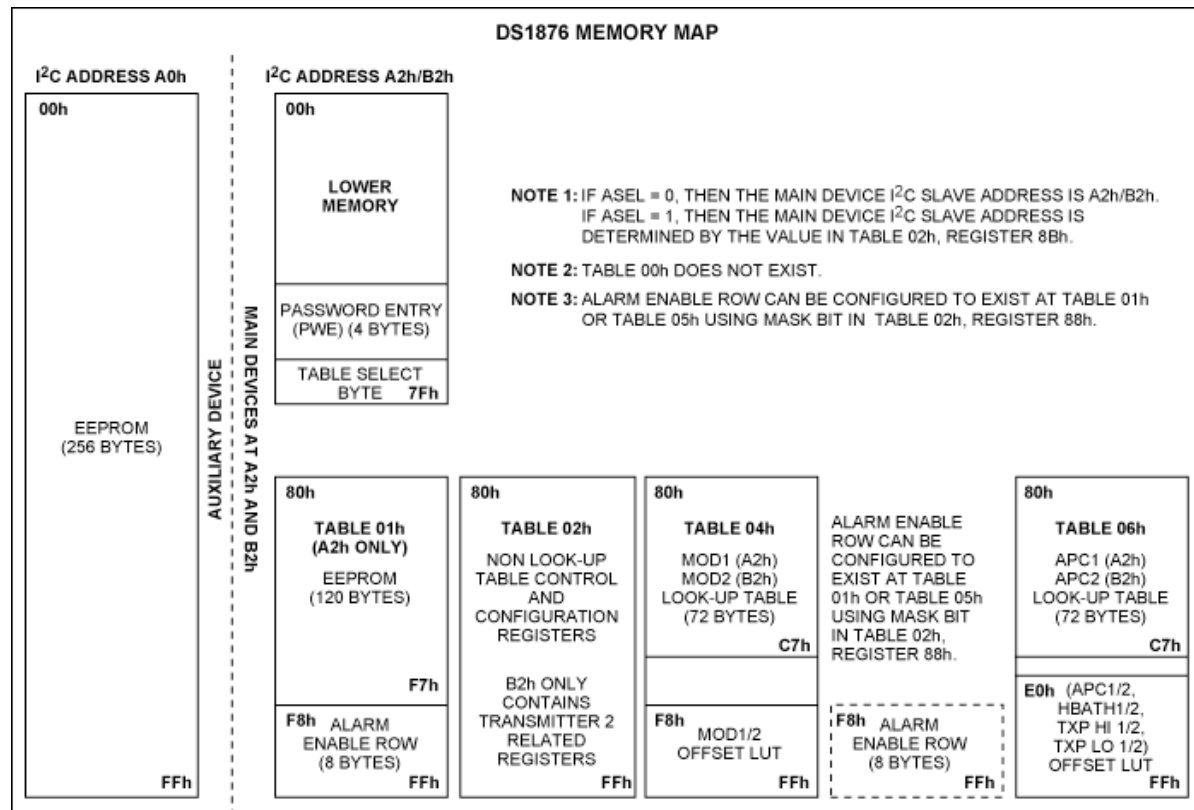 DS1876 MEMORY MAP
I²C ADDRESS A0h
00h
EEPROM
(256 BYTES)
FFh
AUXILIARY DEVICE
MAIN DEVICES AT A2h AND B2h
I²C ADDRESS A2h/B2h
00h
LOWER
MEMORY
PASSWORD ENTRY
(PWE) (4 BYTES)
TABLE SELECT
BYTE 7Fh
NOTE 1: IF ASEL = 0, THEN THE MAIN DEVICE I²C SLAVE ADDRESS IS A2h/B2h.
IF ASEL = 1, THEN THE MAIN DEVICE I²C SLAVE ADDRESS IS
DETERMINED BY THE VALUE IN TABLE 02h, REGISTER 8Bh.
NOTE 2: TABLE 00h DOES NOT EXIST.
NOTE 3: ALARM ENABLE ROW CAN BE CONFIGURED TO EXIST AT TABLE 01h
OR TABLE 05h USING MASK BIT IN TABLE 02h, REGISTER 88h.
80h
TABLE 01h
(A2h ONLY)
EEPROM
(120 BYTES)
F7h
F8h ALARM
ENABLE ROW
(8 BYTES)
FFh
80h
TABLE 02h
NON LOOK-UP
TABLE CONTROL
AND
CONFIGURATION
REGISTERS
B2h ONLY
CONTAINS
TRANSMITTER 2
RELATED
REGISTERS
FFh
80h
TABLE 04h
MOD1 (A2h)
MOD2 (B2h)
LOOK-UP TABLE
(72 BYTES)
C7h
F8h
MOD1/2
OFFSET LUT
FFh
ALARM ENABLE
ROW CAN BE
CONFIGURED TO
EXIST AT TABLE
01h OR TABLE 05h
USING MASK BIT
IN TABLE 02h,
REGISTER 88h.
F8h ALARM
ENABLE ROW
(8 BYTES)
FFh
80h
TABLE 06h
APC1 (A2h)
APC2 (B2h)
LOOK-UP TABLE
(72 BYTES)
C7h
E0h (APC1/2,
HBATH1/2,
TXP HI 1/2,
TXP LO 1/2)
OFFSET LUT
FFh